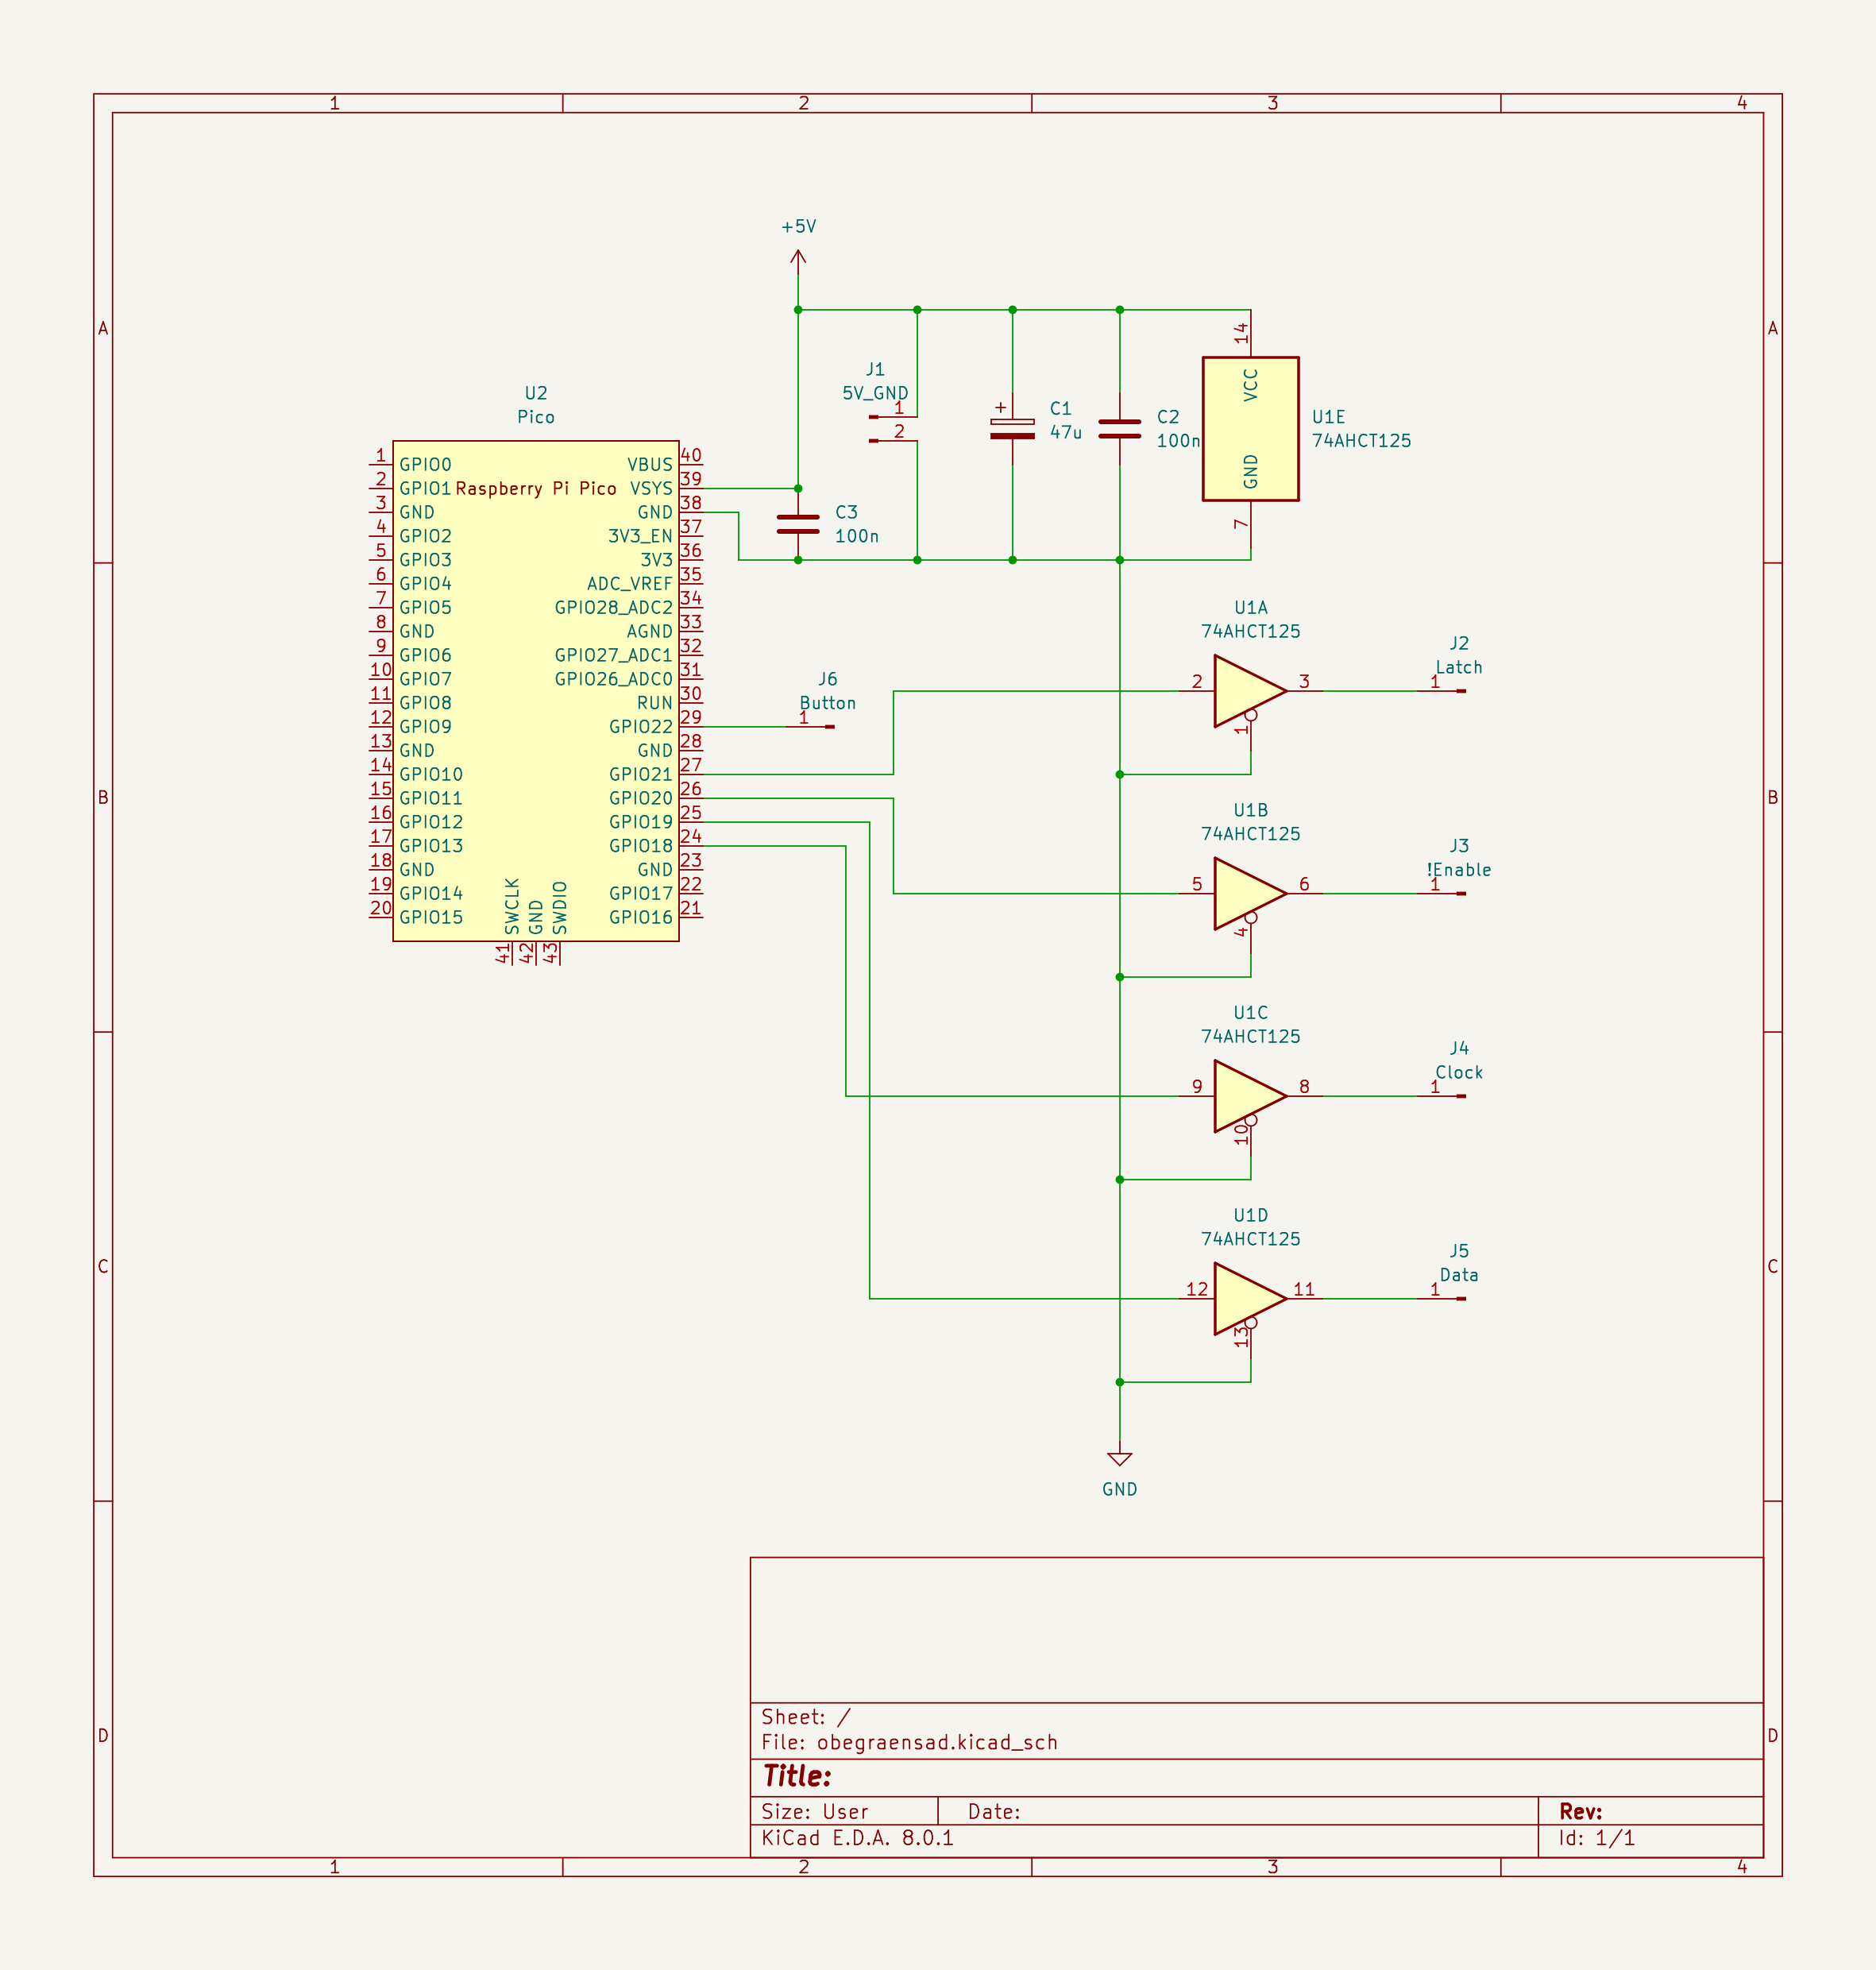 1 2 3 4
+5V
A A
14
VCC
GND
7
U1E
74AHCT125
J1
5V_GND
1
2
+
C1
47u
C2
100n
C3
100n
U2
Pico
Raspberry Pi Pico
1 GPIO0 VBUS 40
2 GPIO1 VSYS 39
3 GND GND 38
4 GPIO2 3V3_EN 37
5 GPIO3 3V3 36
6 GPIO4 ADC_VREF 35
7 GPIO5 GPIO28_ADC2 34
8 GND AGND 33
9 GPIO6 GPIO27_ADC1 32
10 GPIO7 GPIO26_ADC0 31
11 GPIO8 RUN 30
12 GPIO9 GPIO22 29
13 GND GND 28
14 GPIO10 GPIO21 27
15 GPIO11 GPIO20 26
16 GPIO12 GPIO19 25
17 GPIO13 GPIO18 24
18 GND GND 23
19 GPIO14 GPIO17 22
20 GPIO15 GPIO16 21
SWCLK GND SWDIO
41 42 43
J6
Button
1
U1A
74AHCT125
2 3
1
J2
Latch
1
B B
U1B
74AHCT125
5 6
4
J3
!Enable
1
U1C
74AHCT125
9 8
10
J4
Clock
1
U1D
74AHCT125
12 11
13
J5
Data
1
C C
GND
Sheet: /
File: obegraensad.kicad_sch
D D
Title:
Size: User Date: Rev:
KiCad E.D.A. 8.0.1 Id: 1/1
1 2 3 4